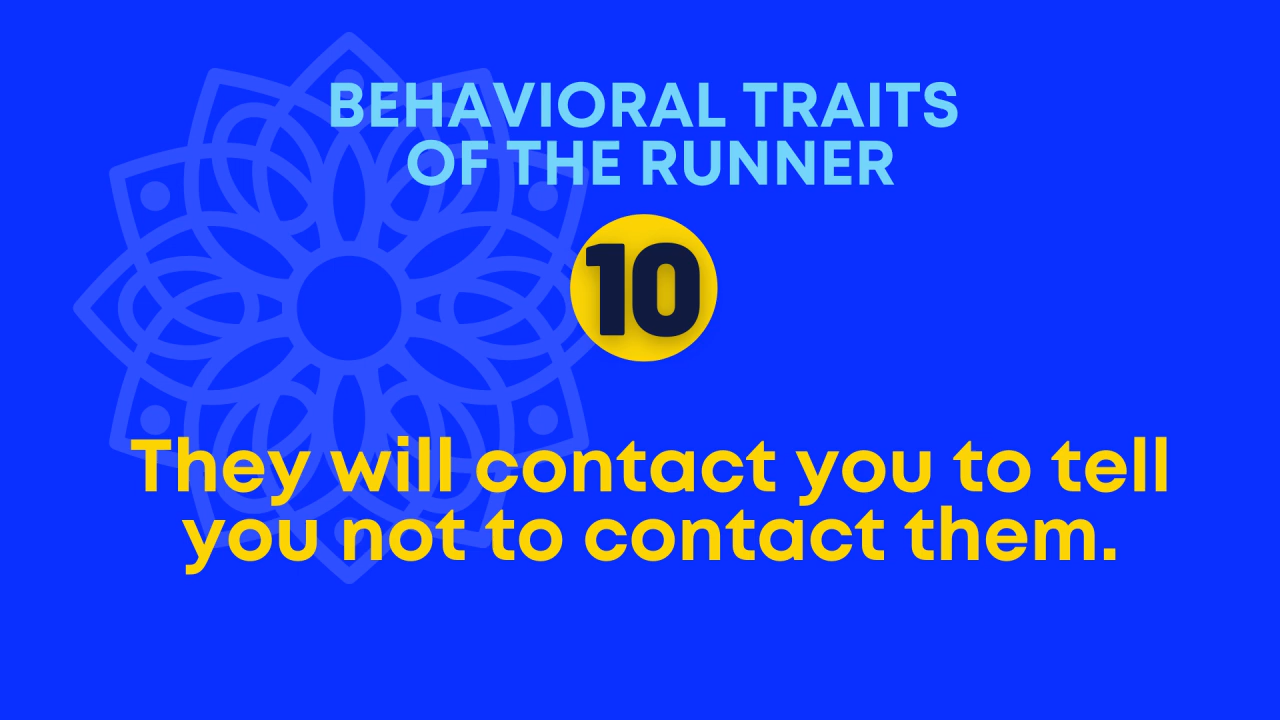 BEHAVIORAL TRAITS
OF THE RUNNER
10
They will contact you to tell
you not to contact them.